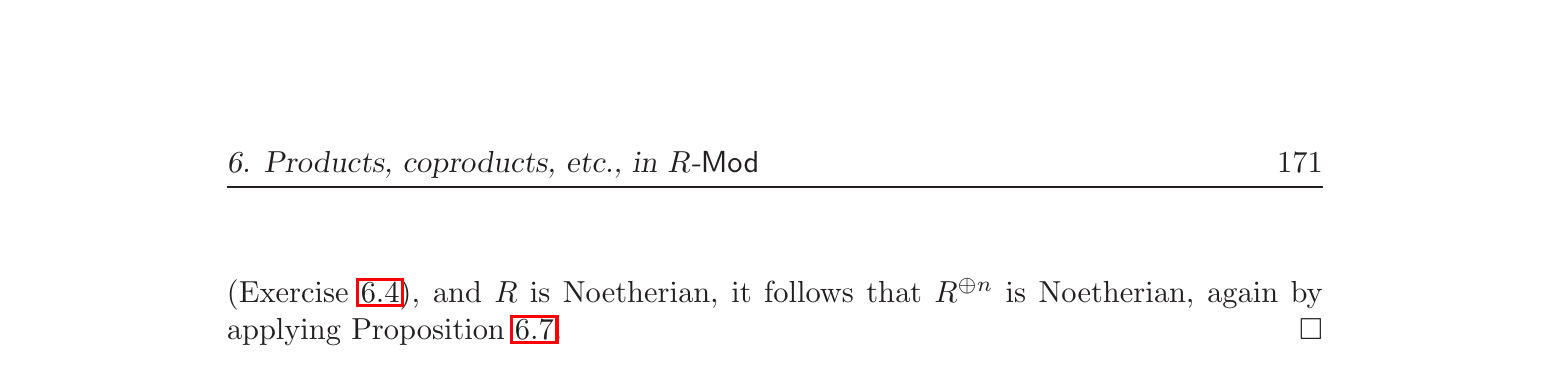 6. Products, coproducts, etc., in R-Mod 171
(Exercise 6.4), and R is Noetherian, it follows that R^{⊕n} is Noetherian, again by
applying Proposition 6.7 □